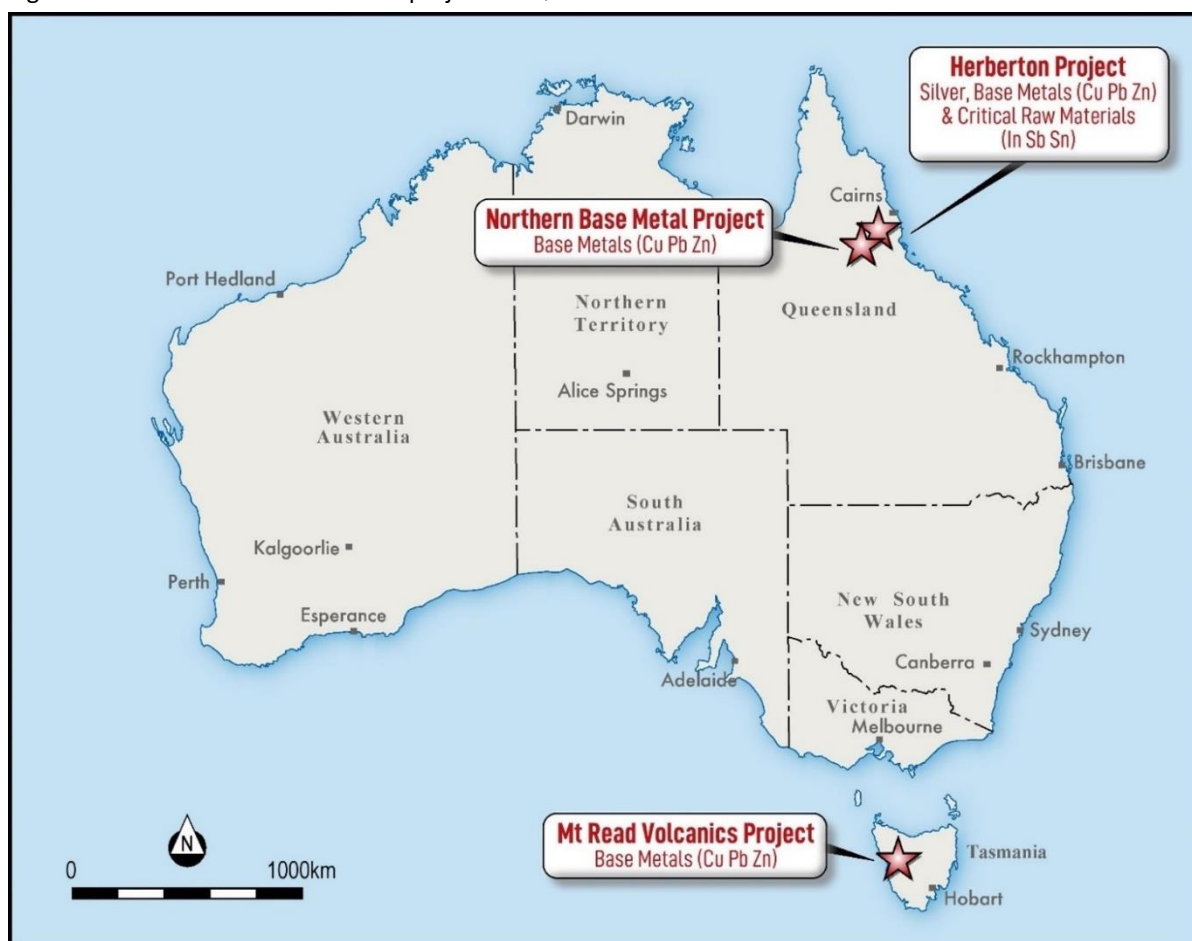 Herberton Project
Silver, Base Metals (Cu Pb Zn)
& Critical Raw Materials
(In Sb Sn)
Darwin
Cairns
Northern Base Metal Project
Base Metals (Cu Pb Zn)
Port Hedland
Northern
Territory
Queensland
Rockhampton
Alice Springs
Western
Australia
Brisbane
South
Australia
Kalgoorlie
Perth
Esperance
New South
Wales
Sydney
Canberra
Adelaide
Victoria
Melbourne
Mt Read Volcanics Project
Base Metals (Cu Pb Zn)
Tasmania
Hobart
N
0 1000km